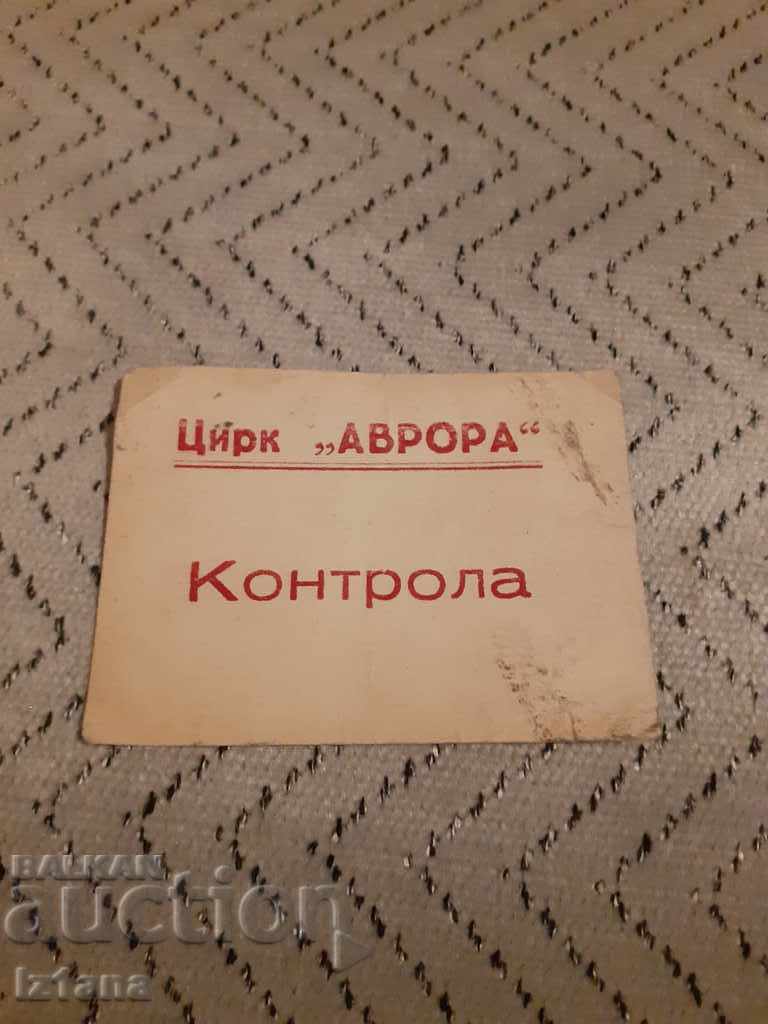 Цирк „АВРОРА“
Контрола
BALKAN
auction
Iztana